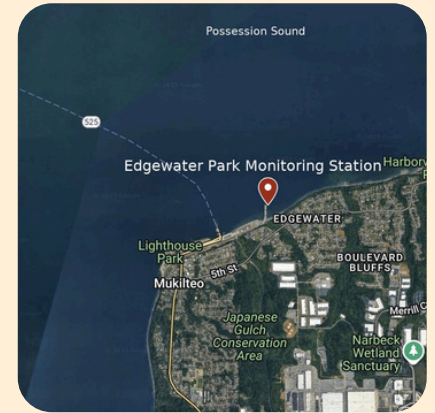 Possession Sound
525
Edgewater Park Monitoring Station
Harbory
EDGEWATER
Lighthouse
Park
5th St
BOULEVARD
BLUFFS
Mukilteo
Merrill C
Japanese
Gulch
Conservation
Area
Narbeck
Wetland
Sanctuary